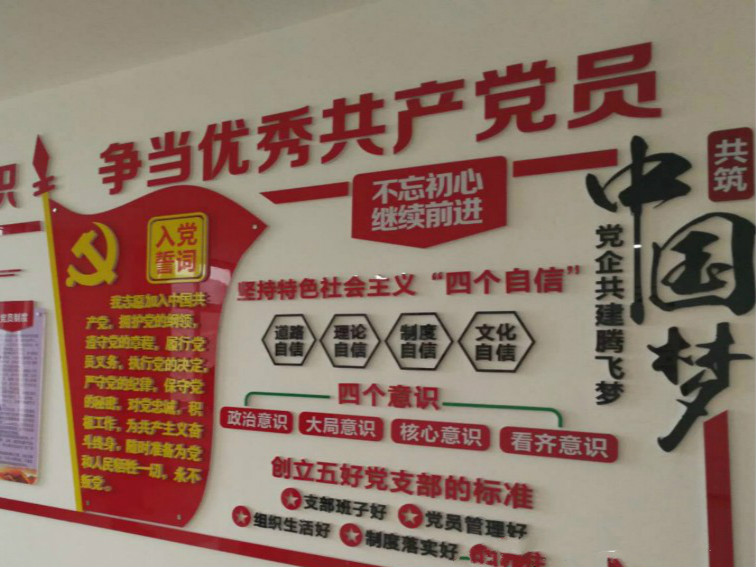 识
争当优秀共产党员
不忘初心
继续前进
共筑
中国梦
党企共建腾飞梦
入党
誓词
我志愿加入中国共
产党，拥护党的纲领，
遵守党的章程，履行党
员义务，执行党的决定，
严守党的纪律，保守党
的秘密，对党忠诚，积
极工作，为共产主义奋
斗终身，随时准备为党
和人民牺牲一切，永不
叛党。
坚持特色社会主义“四个自信”
道路
自信
理论
自信
制度
自信
文化
自信
四个意识
政治意识 大局意识 核心意识 看齐意识
创立五好党支部的标准
支部班子好 党员管理好
组织生活好 制度落实好
党员制度